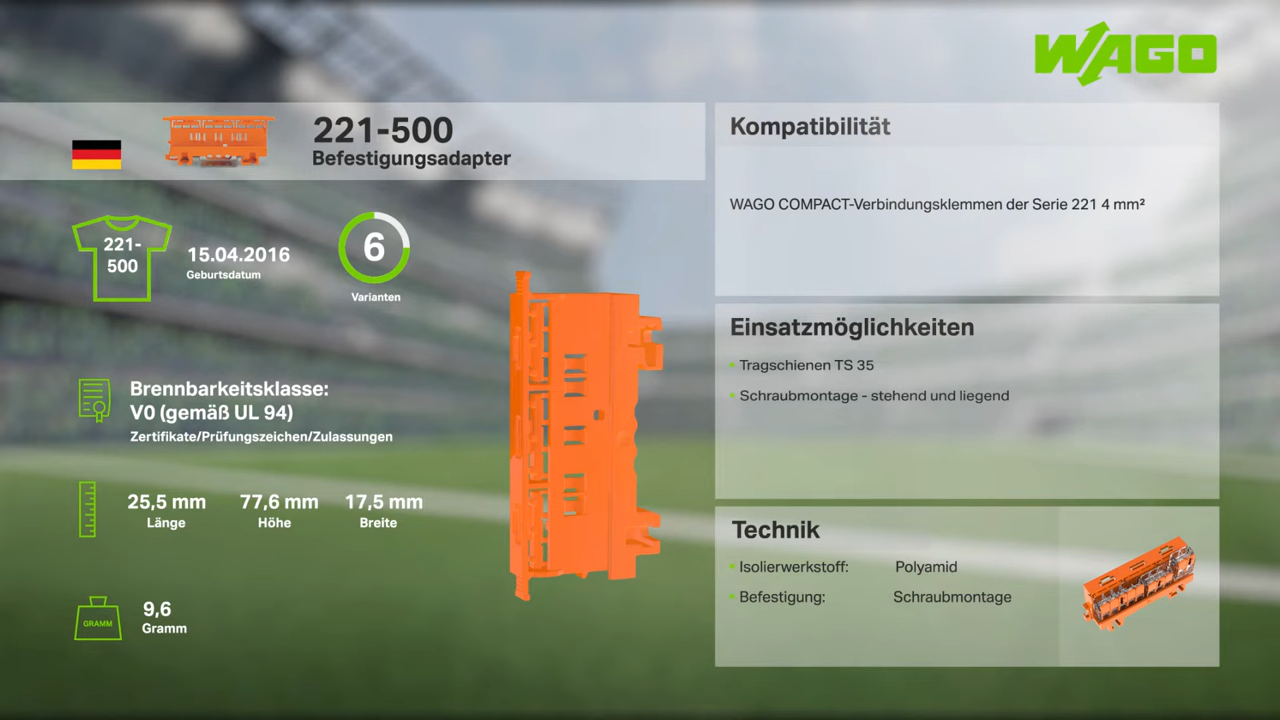 WAGO
221-500
Befestigungsadapter
221-
500
15.04.2016
Geburtsdatum
6
Varianten
Brennbarkeitsklasse:
V0 (gemäß UL 94)
Zertifikate/Prüfungszeichen/Zulassungen
25,5 mm
Länge
77,6 mm
Höhe
17,5 mm
Breite
GRAMM
9,6
Gramm
Kompatibilität
WAGO COMPACT-Verbindungsklemmen der Serie 221 4 mm²
Einsatzmöglichkeiten
Tragschienen TS 35
Schraubmontage - stehend und liegend
Technik
Isolierwerkstoff: Polyamid
Befestigung: Schraubmontage